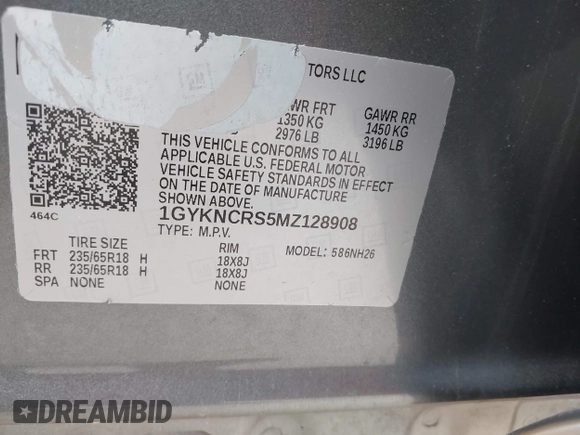 TORS LLC
GAWR FRT GAWR RR
1350 KG 1450 KG
2976 LB 3196 LB
THIS VEHICLE CONFORMS TO ALL
APPLICABLE U.S. FEDERAL MOTOR
VEHICLE SAFETY STANDARDS IN EFFECT
ON THE DATE OF MANUFACTURE
SHOWN ABOVE.
464C
1GYKNCRS5MZ128908
TYPE: M.P.V. MODEL: 586NH26
TIRE SIZE RIM
FRT 235/65R18 H 18X8J
RR 235/65R18 H 18X8J
SPA NONE NONE
DREAMBID